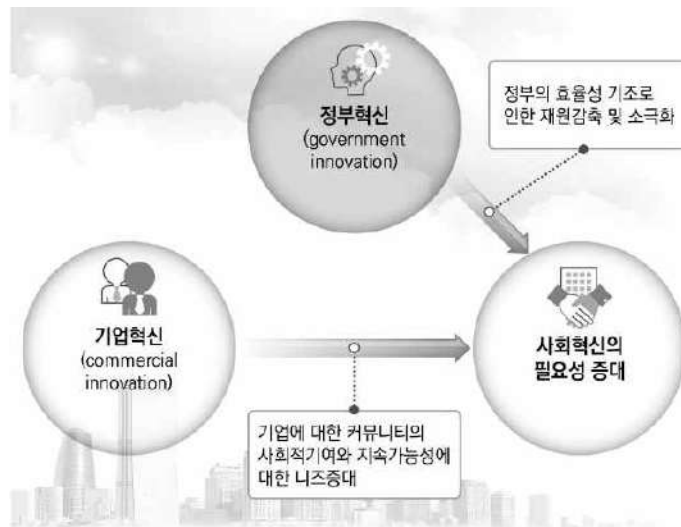 정부혁신
(government
innovation)
정부의 효율성 기조로
인한 재원감축 및 소극화
기업혁신
(commercial
innovation)
사회혁신의
필요성 증대
기업에 대한 커뮤니티의
사회적기여와 지속가능성에
대한 니즈증대